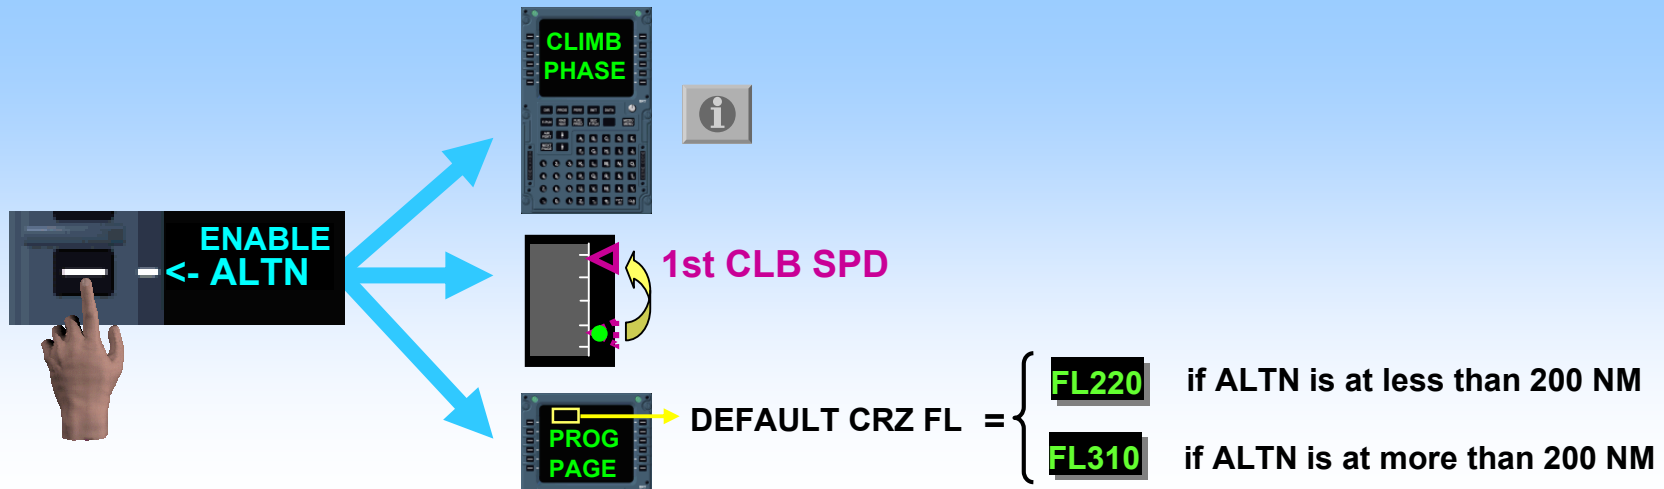 CLIMB
PHASE
ENABLE
<- ALTN
1st CLB SPD
PROG
PAGE
DEFAULT CRZ FL =
FL220 if ALTN is at less than 200 NM
FL310 if ALTN is at more than 200 NM